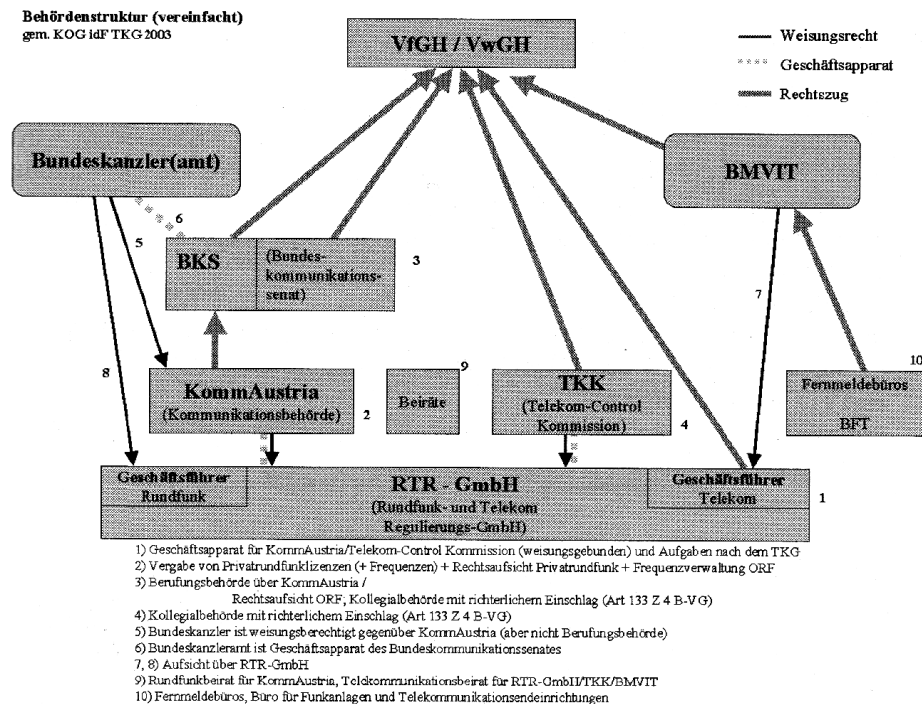 Behördenstruktur (vereinfacht)
gem. KOG idF TKG 2003
VfGH / VwGH
Weisungsrecht
Geschäftsapparat
Rechtszug
Bundeskanzler(amt)
BMVIT
6
5
BKS
(Bundes-
kommunikations-
senat)
3
7
8
9
10
KommAustria
(Kommunikationsbehörde)
2
Beiräte
TKK
(Telekom-Control
Kommission)
4
Fernmeldebüros
BFT
Geschäftsführer
Rundfunk
RTR - GmbH
(Rundfunk- und Telekom
Regulierungs-GmbH)
Geschäftsführer
Telekom
1
1) Geschäftsapparat für KommAustria/Telekom-Control Kommission (weisungsgebunden) und Aufgaben nach dem TKG
2) Vergabe von Privatrundfunklizenzen (+ Frequenzen) + Rechtsaufsicht Privatrundfunk + Frequenzverwaltung ORF
3) Berufungsbehörde über KommAustria /
Rechtsaufsicht ORF; Kollegialbehörde mit richterlichem Einschlag (Art 133 Z 4 B-VG)
4) Kollegialbehörde mit richterlichem Einschlag (Art 133 Z 4 B-VG)
5) Bundeskanzler ist weisungsberechtigt gegenüber KommAustria (aber nicht Berufungsbehörde)
6) Bundeskanzleramt ist Geschäftsapparat des Bundeskommunikationssenates
7, 8) Aufsicht über RTR-GmbH
9) Rundfunkbeirat für KommAustria, Telekommunikationsbeirat für RTR-GmbH/TKK/BMVIT
10) Fernmeldebüros, Büro für Funkanlagen und Telekommunikationsendeinrichtungen